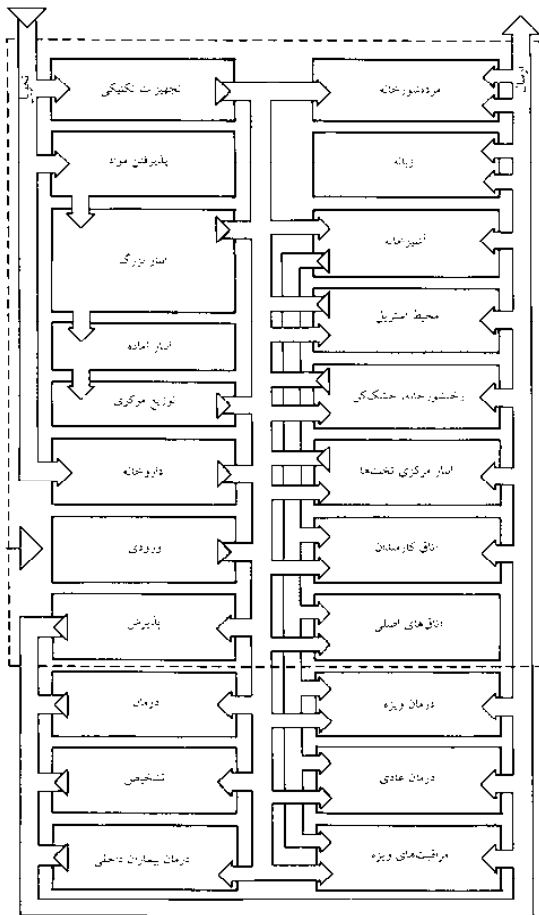 تحویل
ارسال
مرده‌شورخانه
تجهیزات تکنیکی
زباله
پذیرفتن مواد
آشپزخانه
انبار بزرگ
محیط استریل
انبار آماده
رختشورخانه، خشک‌کن
توزیع مرکزی
انبار مرکزی تخت‌ها
داروخانه
اتاق کارمندان
ورودی
اتاق‌های اصلی
پذیرش
درمان ویژه
درمان
درمان عادی
تشخیص
مراقبت‌های ویژه
درمان بیماران داخلی